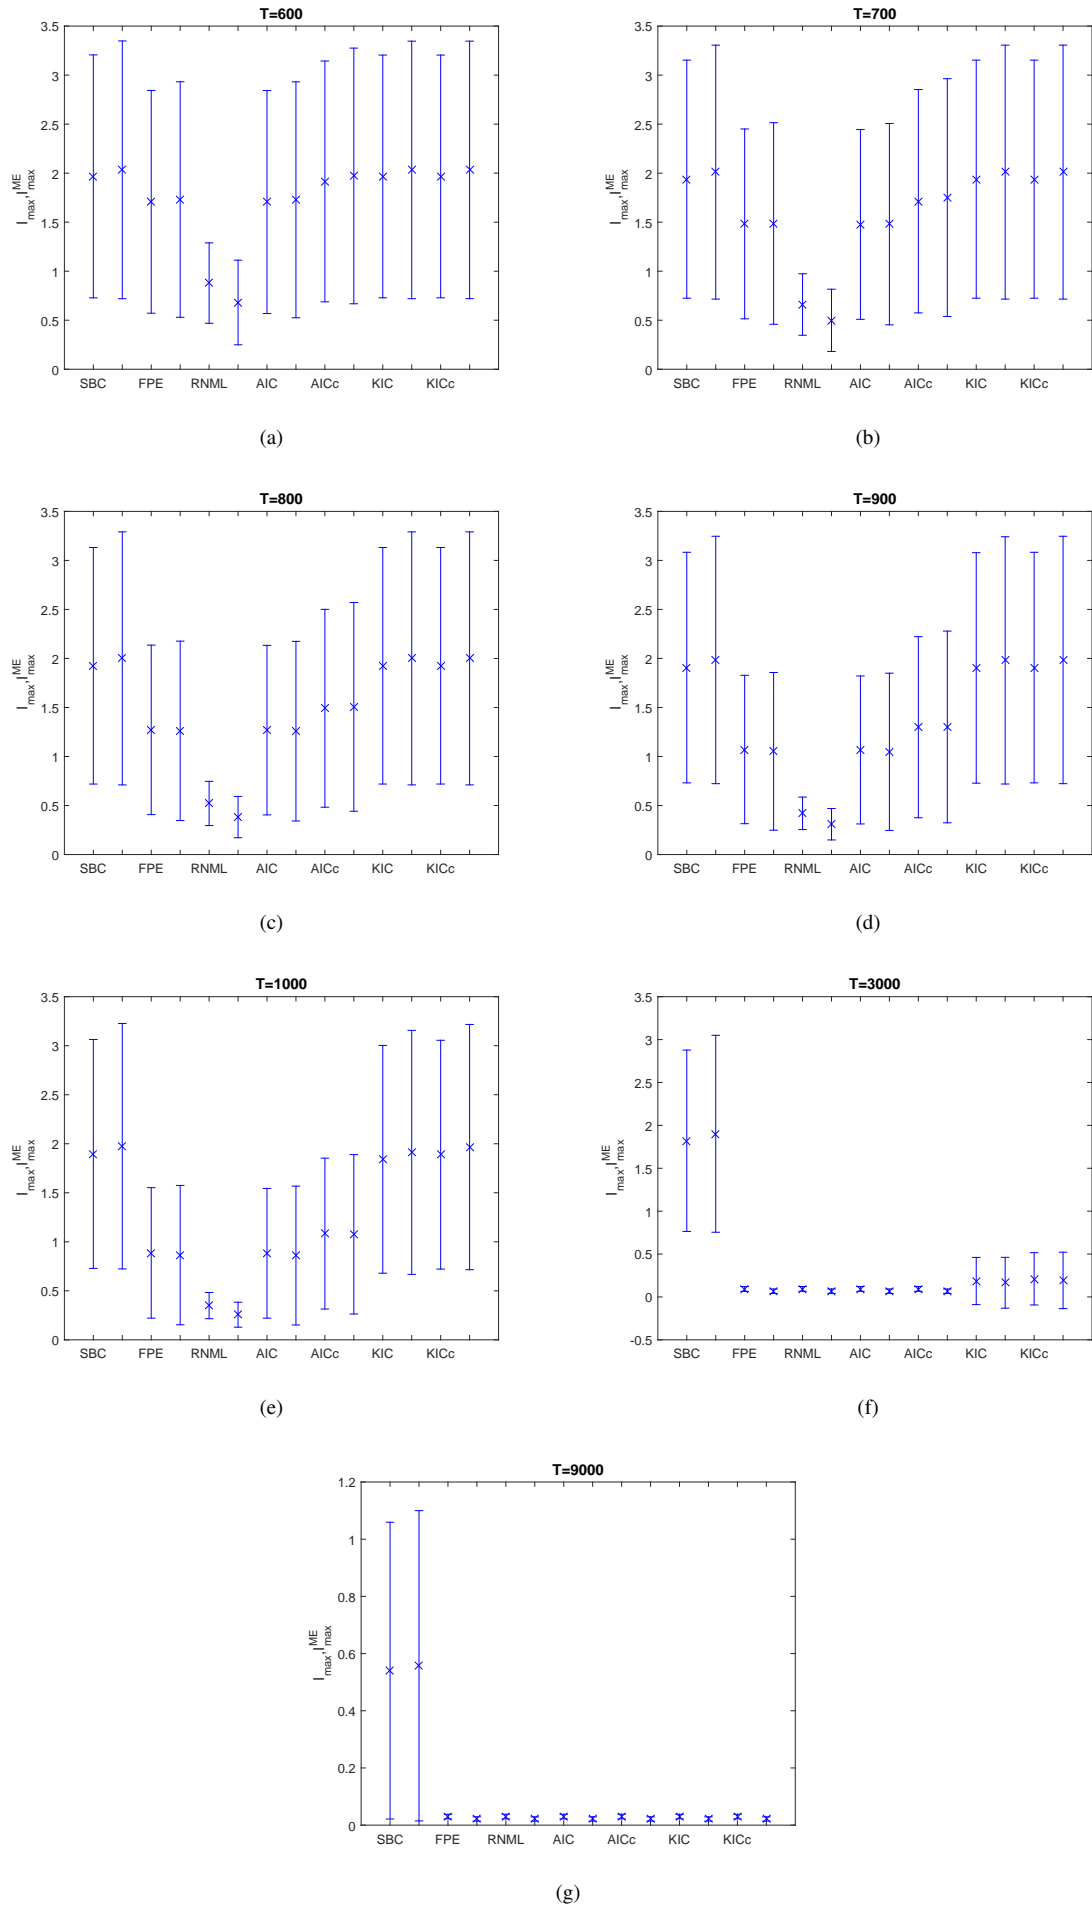 T=600
3.5
3
2.5
2
1.5
1
0.5
0
I_max,I_max^ME
SBC FPE RNML AIC AICc KIC KICc
(a)
T=700
3.5
3
2.5
2
1.5
1
0.5
0
I_max,I_max^ME
SBC FPE RNML AIC AICc KIC KICc
(b)
T=800
3.5
3
2.5
2
1.5
1
0.5
0
I_max,I_max^ME
SBC FPE RNML AIC AICc KIC KICc
(c)
T=900
3.5
3
2.5
2
1.5
1
0.5
0
I_max,I_max^ME
SBC FPE RNML AIC AICc KIC KICc
(d)
T=1000
3.5
3
2.5
2
1.5
1
0.5
0
I_max,I_max^ME
SBC FPE RNML AIC AICc KIC KICc
(e)
T=3000
3.5
3
2.5
2
1.5
1
0.5
0
-0.5
I_max,I_max^ME
SBC FPE RNML AIC AICc KIC KICc
(f)
T=9000
1.2
1
0.8
0.6
0.4
0.2
0
I_max,I_max^ME
SBC FPE RNML AIC AICc KIC KICc
(g)